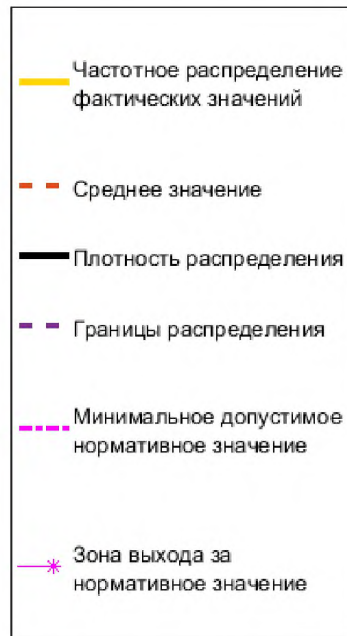 Частотное распределение
фактических значений
Среднее значение
Плотность распределения
Границы распределения
Минимальное допустимое
нормативное значение
Зона выхода за
нормативное значение